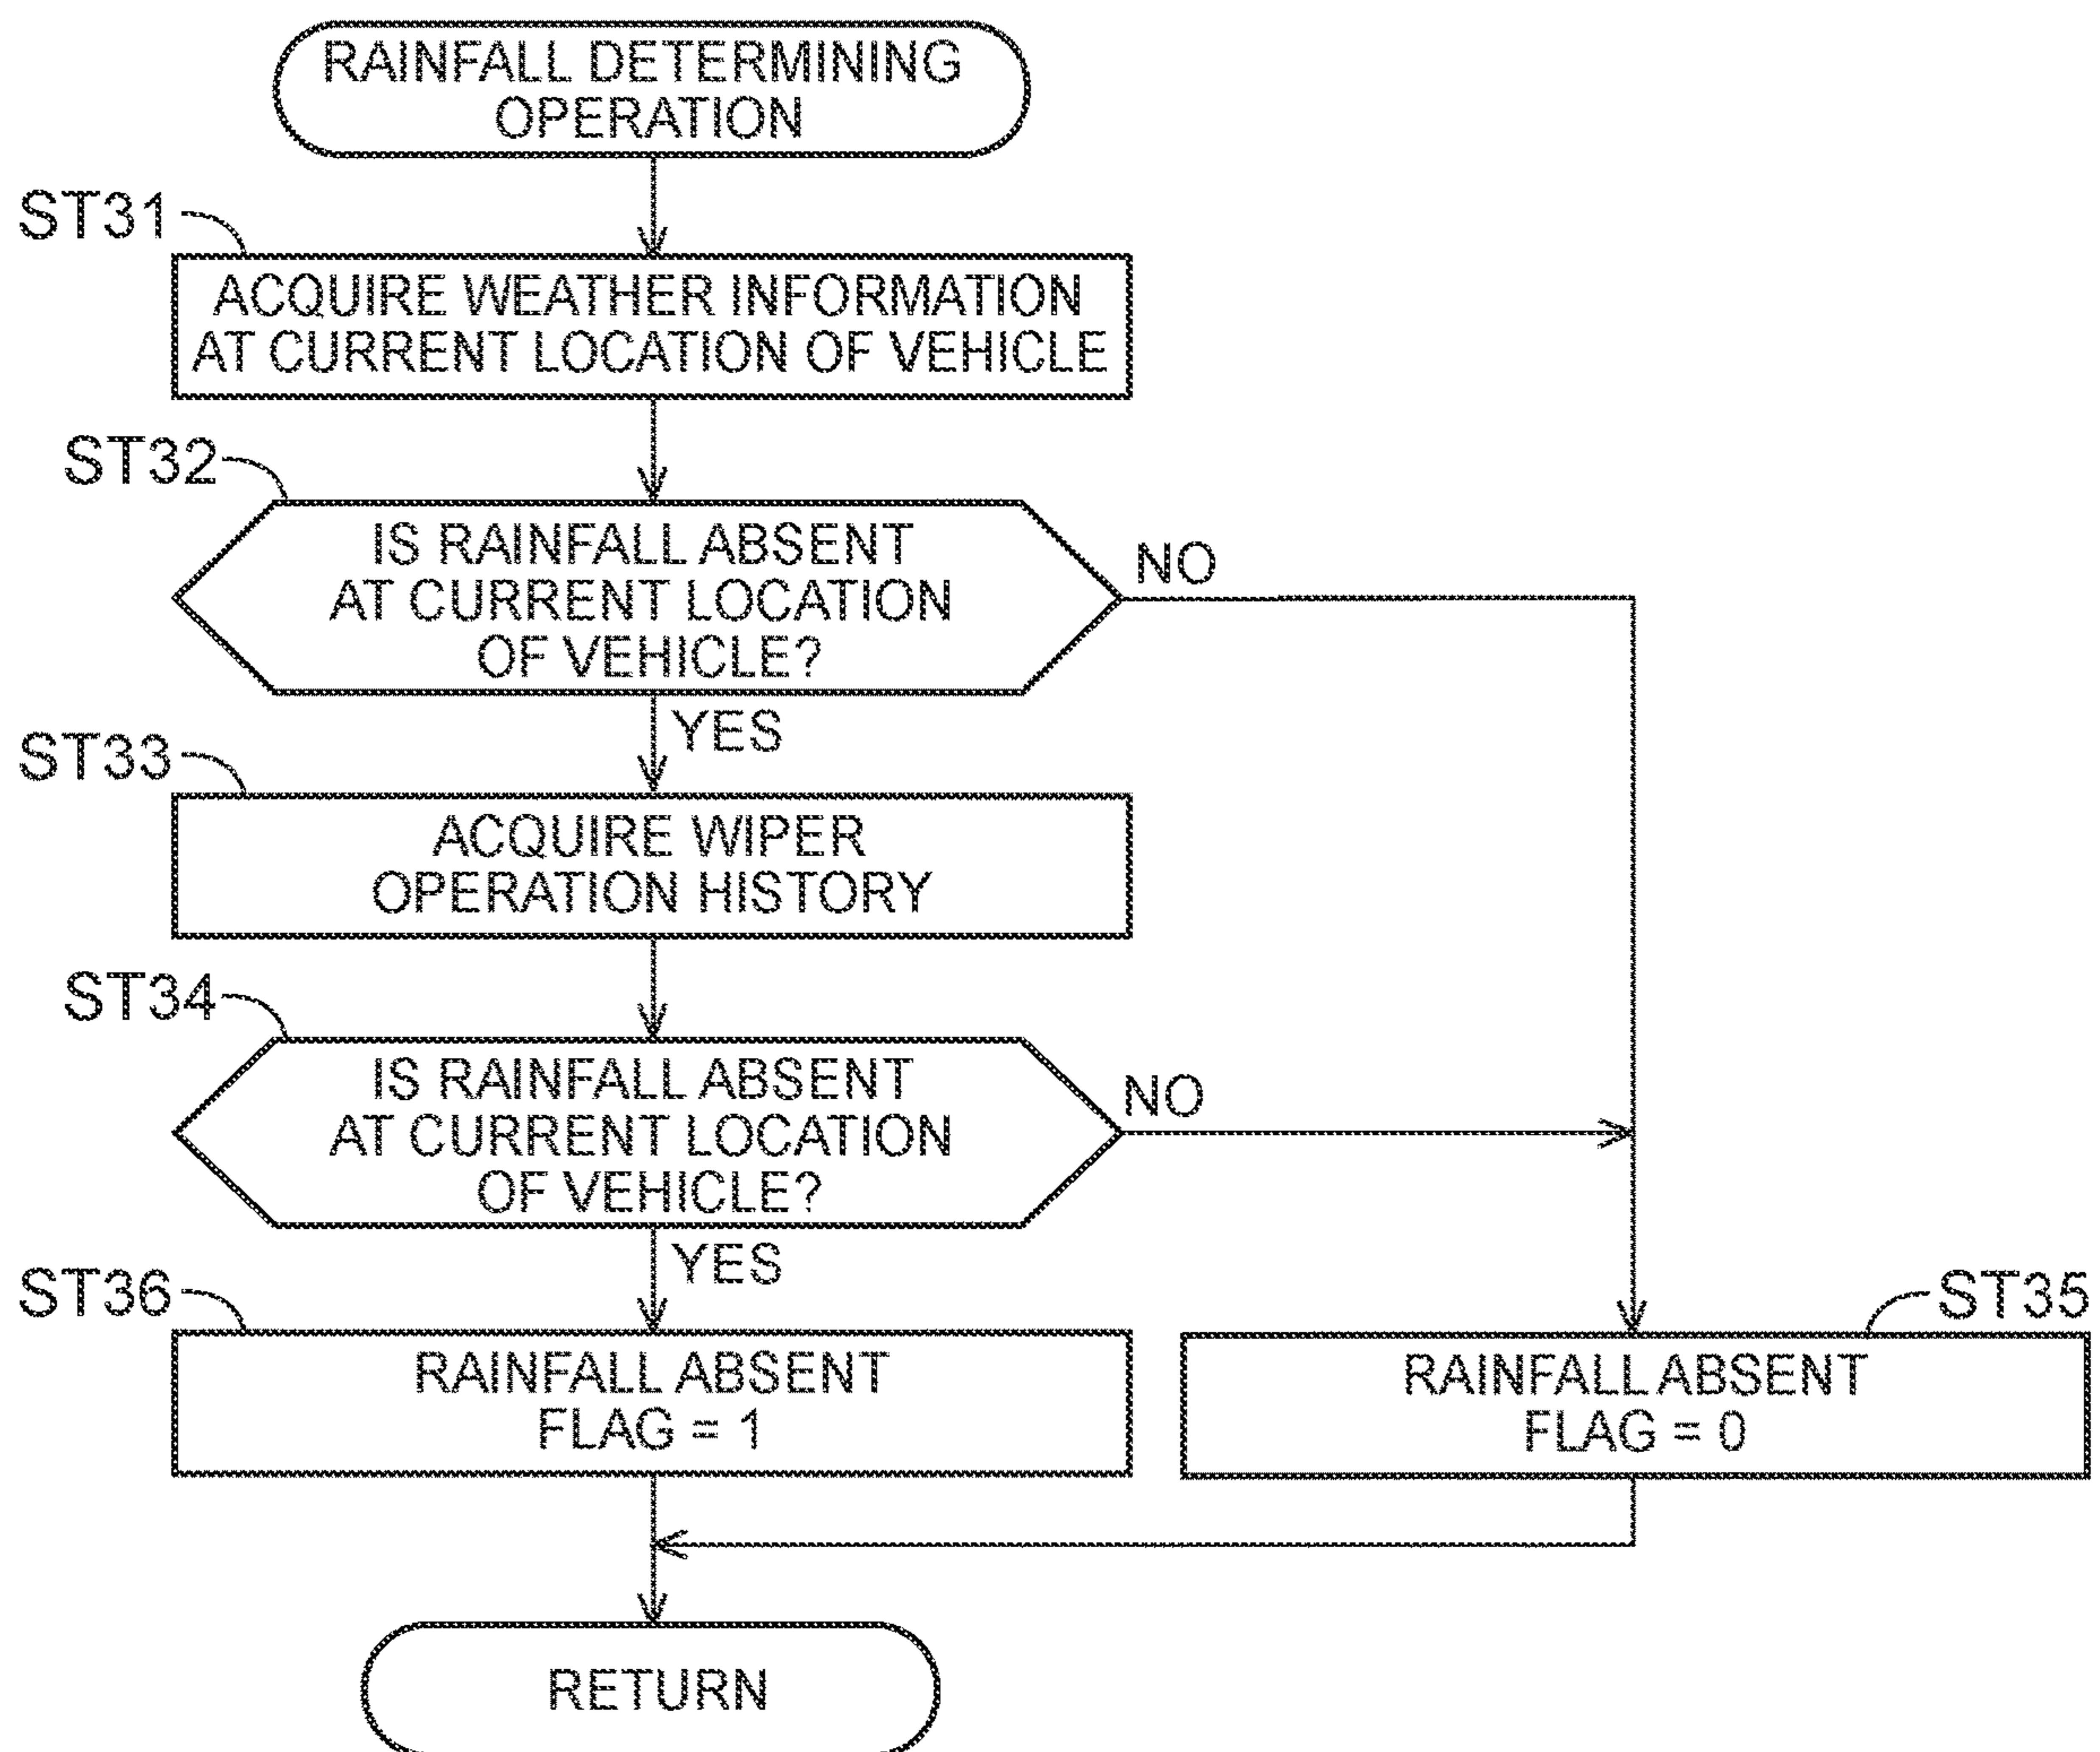 RAINFALL DETERMINING
OPERATION
ST31
ACQUIRE WEATHER INFORMATION
AT CURRENT LOCATION OF VEHICLE
ST32
IS RAINFALL ABSENT
AT CURRENT LOCATION
OF VEHICLE?
NO
YES
ST33
ACQUIRE WIPER
OPERATION HISTORY
ST34
IS RAINFALL ABSENT
AT CURRENT LOCATION
OF VEHICLE?
NO
YES
ST36
RAINFALL ABSENT
FLAG = 1
ST35
RAINFALL ABSENT
FLAG = 0
RETURN